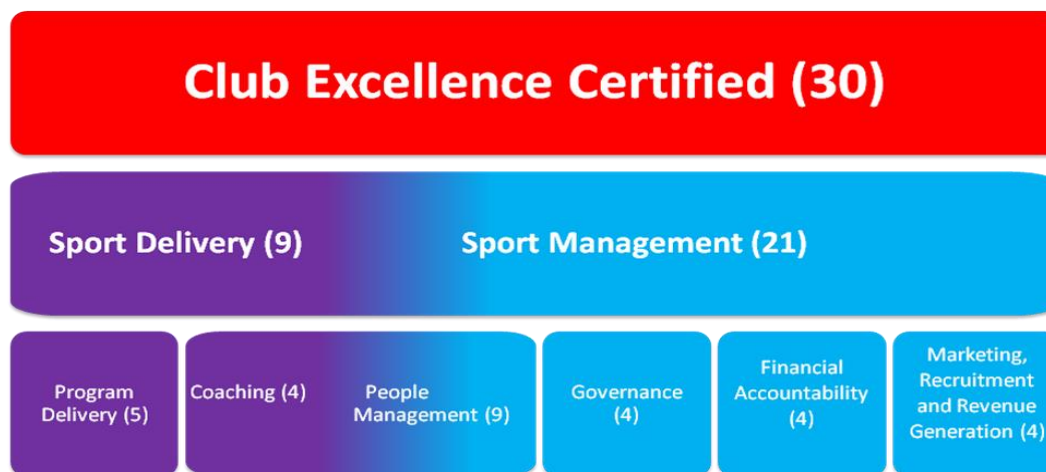 Club Excellence Certified (30)
Sport Delivery (9)
Sport Management (21)
Program
Delivery (5)
Coaching (4)
People
Management (9)
Governance
(4)
Financial
Accountability
(4)
Marketing,
Recruitment
and Revenue
Generation (4)